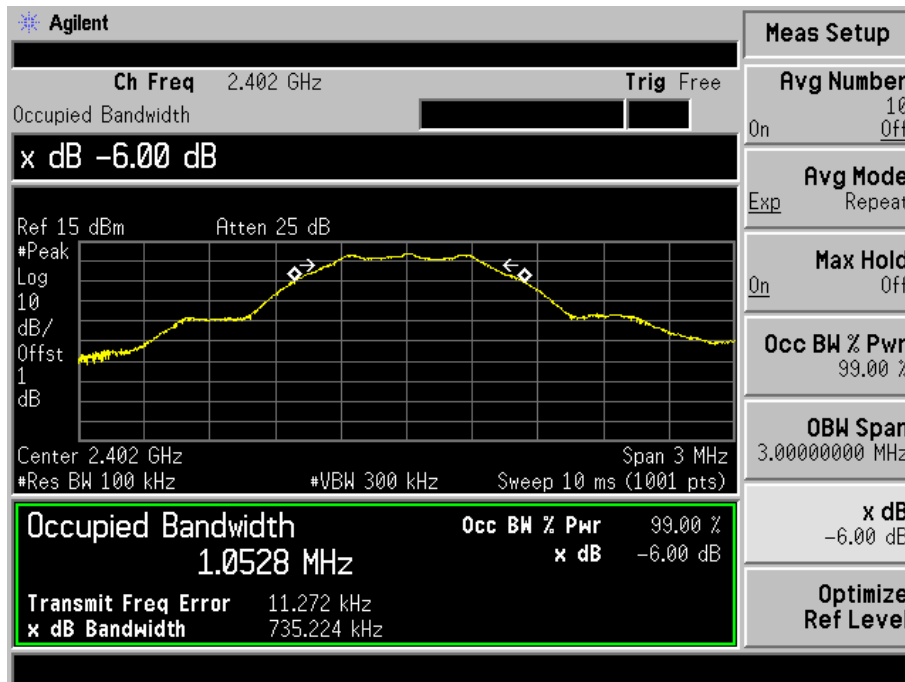 Agilent
Ch Freq 2.402 GHz Trig Free
Occupied Bandwidth
x dB -6.00 dB
Ref 15 dBm Atten 25 dB
#Peak
Log
10
dB/
Offst
1
dB
Center 2.402 GHz Span 3 MHz
#Res BW 100 kHz #VBW 300 kHz Sweep 10 ms (1001 pts)
Occupied Bandwidth Occ BW % Pwr 99.00 %
1.0528 MHz x dB -6.00 dB
Transmit Freq Error 11.272 kHz
x dB Bandwidth 735.224 kHz
Meas Setup
Avg Number
10
On Off
Avg Mode
Exp Repeat
Max Hold
On Off
Occ BW % Pwr
99.00 %
OBW Span
3.00000000 MHz
x dB
-6.00 dB
Optimize
Ref Level